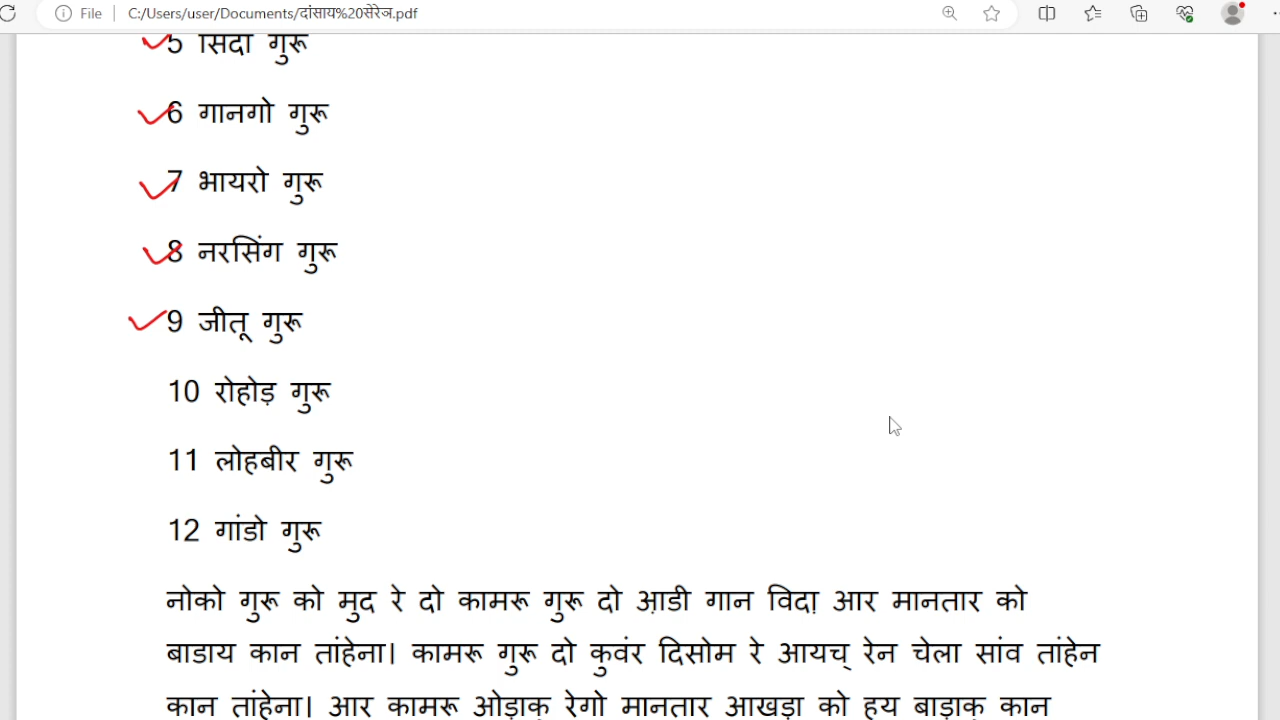 File C:/Users/user/Documents/दांसाय%20सेरेञ.pdf
5 सिदो गुरू
6 गानगो गुरू
7 भायरो गुरू
8 नरसिंग गुरू
9 जीतू गुरू
10 रोहोड़ गुरू
11 लोहबीर गुरू
12 गांडो गुरू
नोको गुरू को मुद रे दो कामरू गुरू दो आ़डी गान विदा़ आर मानतार को
बाडाय कान तांहेना। कामरू गुरू दो कुवंर दिसोम रे आयच् रेन चेला सांव तांहेन
कान तांहेना। आर कामरू ओड़ाक् रेगो मानतार आखड़ा को हुय बाड़ाक् कान